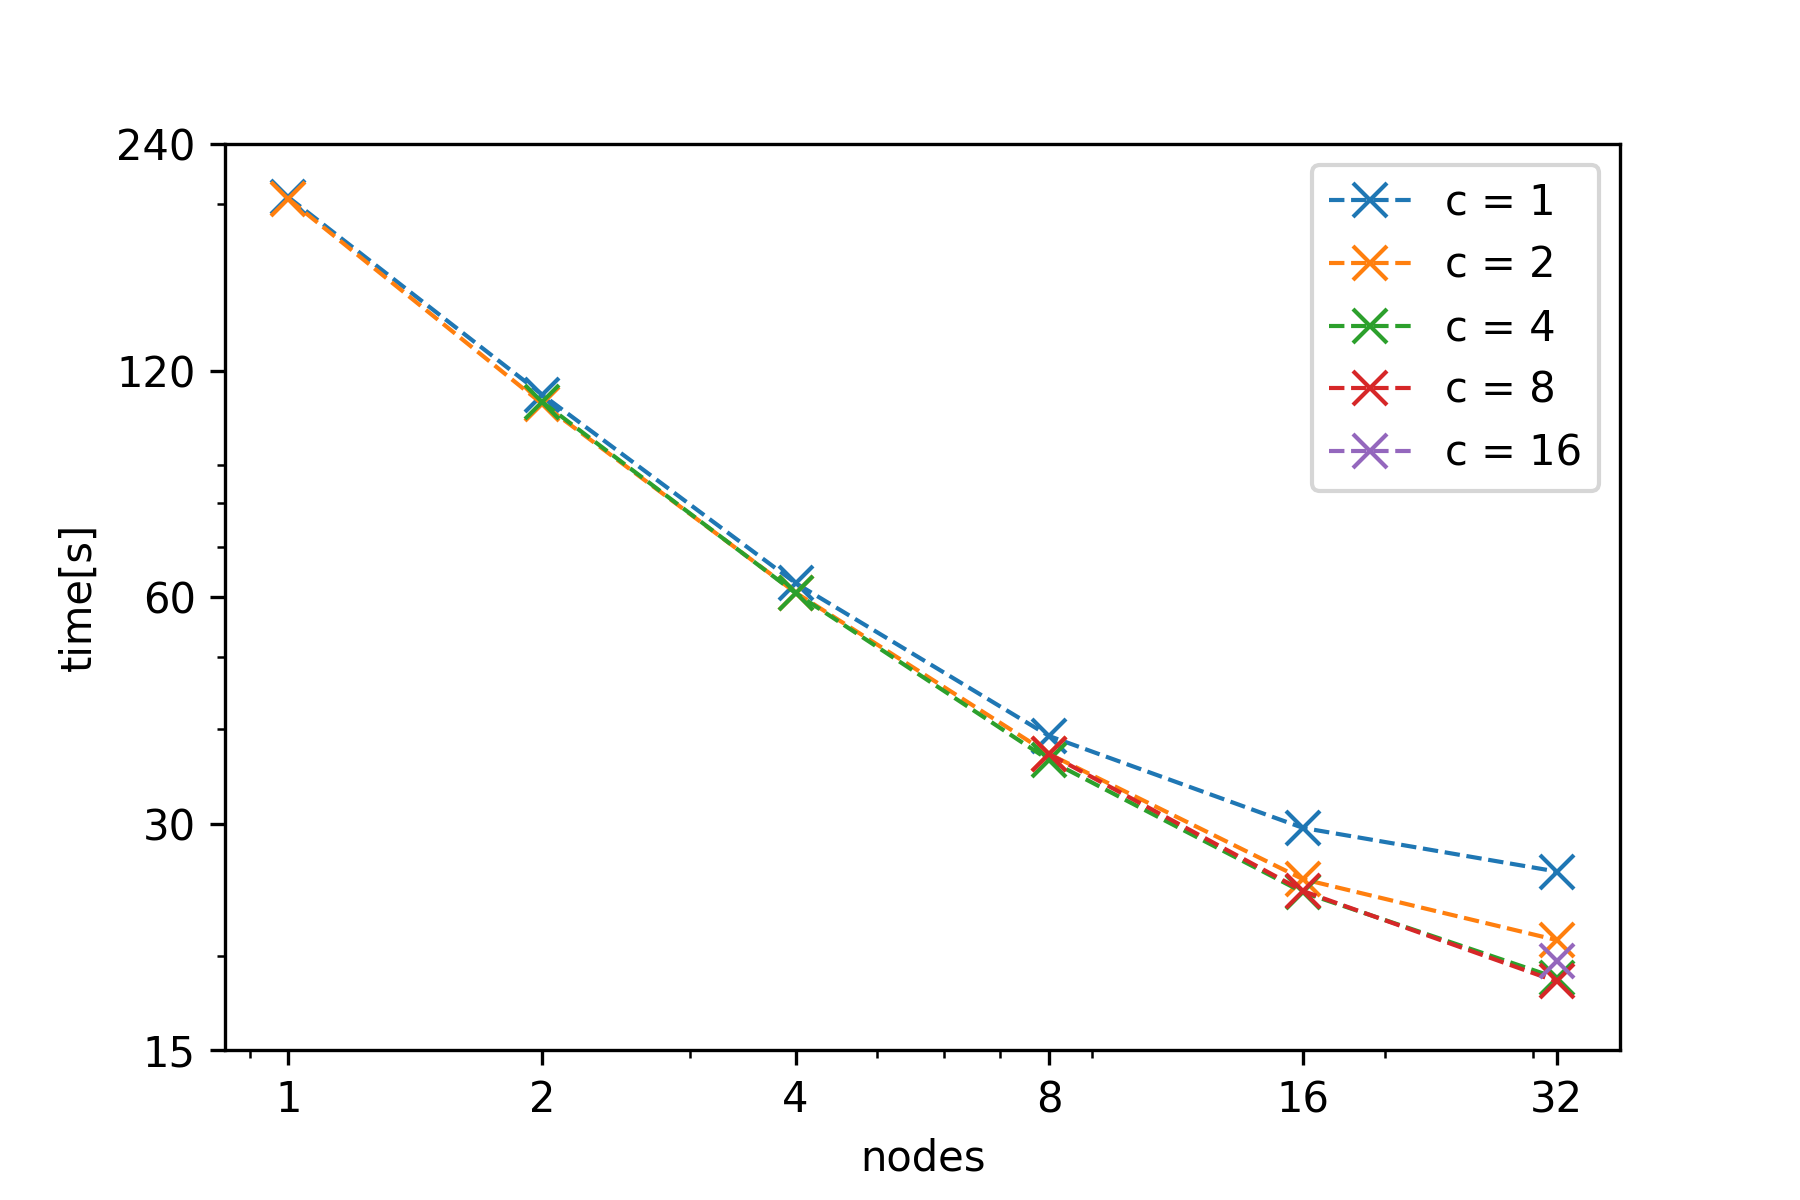 240
120
60
30
15
time[s]
1 2 4 8 16 32
nodes
c = 1
c = 2
c = 4
c = 8
c = 16